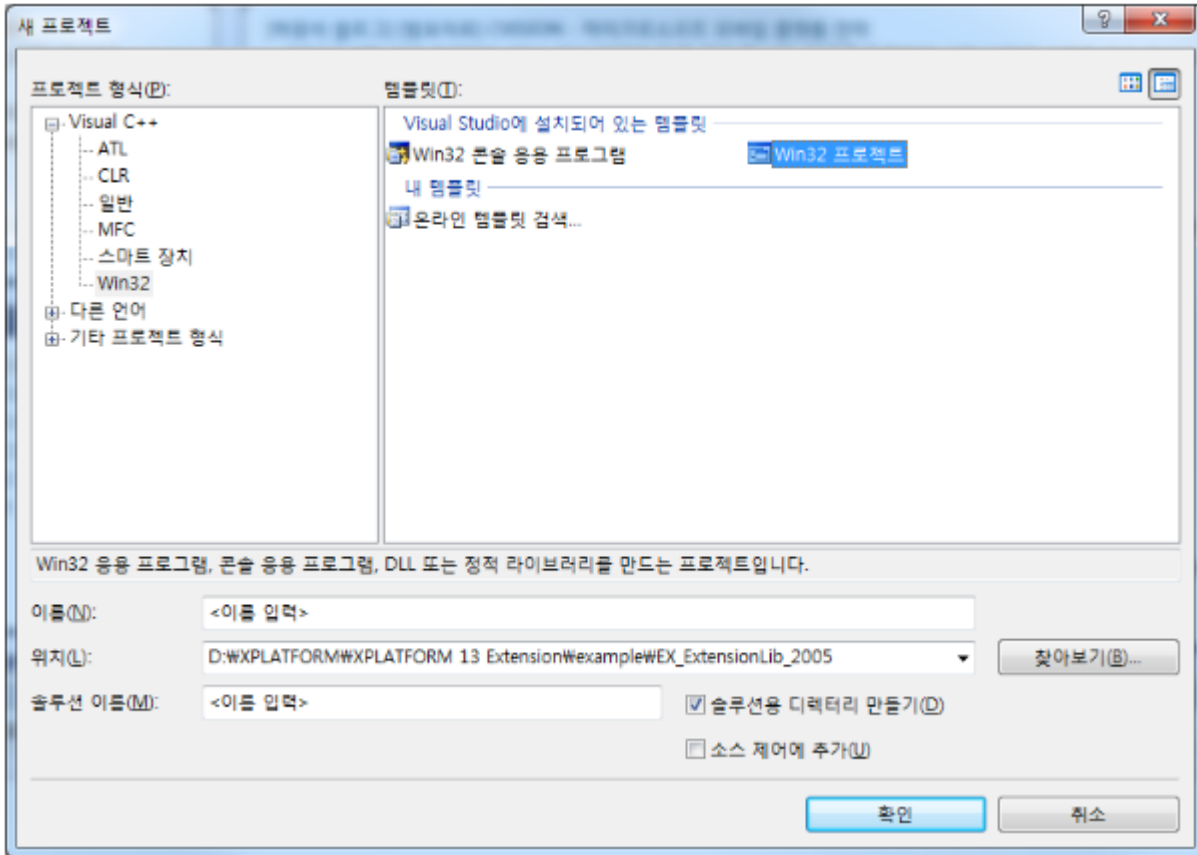 새 프로젝트
프로젝트 형식(P):
템플릿(T):
Visual C++
ATL
CLR
일반
MFC
스마트 장치
Win32
다른 언어
기타 프로젝트 형식
Visual Studio에 설치되어 있는 템플릿
Win32 콘솔 응용 프로그램
Win32 프로젝트
내 템플릿
온라인 템플릿 검색...
Win32 응용 프로그램, 콘솔 응용 프로그램, DLL 또는 정적 라이브러리를 만드는 프로젝트입니다.
이름(N):
<이름 입력>
위치(L):
D:₩XPLATFORM₩XPLATFORM 13 Extension₩example₩EX_ExtensionLib_2005
찾아보기(B)...
솔루션 이름(M):
<이름 입력>
솔루션용 디렉터리 만들기(D)
소스 제어에 추가(U)
확인
취소